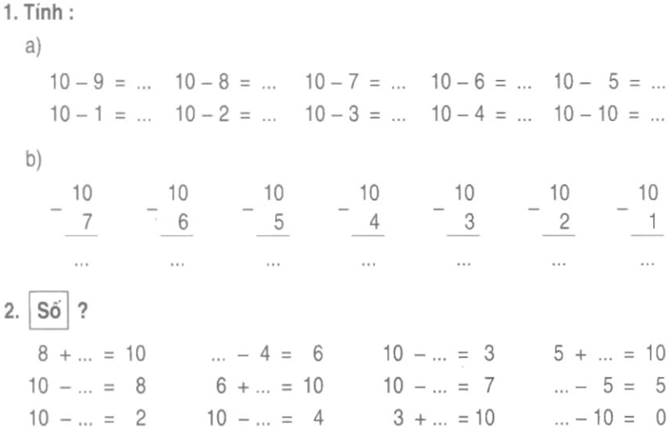 1. Tính :
a)
10 – 9 = ... 10 – 8 = ... 10 – 7 = ... 10 – 6 = ... 10 – 5 = ...
10 – 1 = ... 10 – 2 = ... 10 – 3 = ... 10 – 4 = ... 10 – 10 = ...
b)
10 10 10 10 10 10 10
– – – – – – –
7 6 5 4 3 2 1
... ... ... ... ... ... ...
2. Số ?
8 + ... = 10 ... – 4 = 6 10 – ... = 3 5 + ... = 10
10 – ... = 8 6 + ... = 10 10 – ... = 7 ... – 5 = 5
10 – ... = 2 10 – ... = 4 3 + ... = 10 ... – 10 = 0